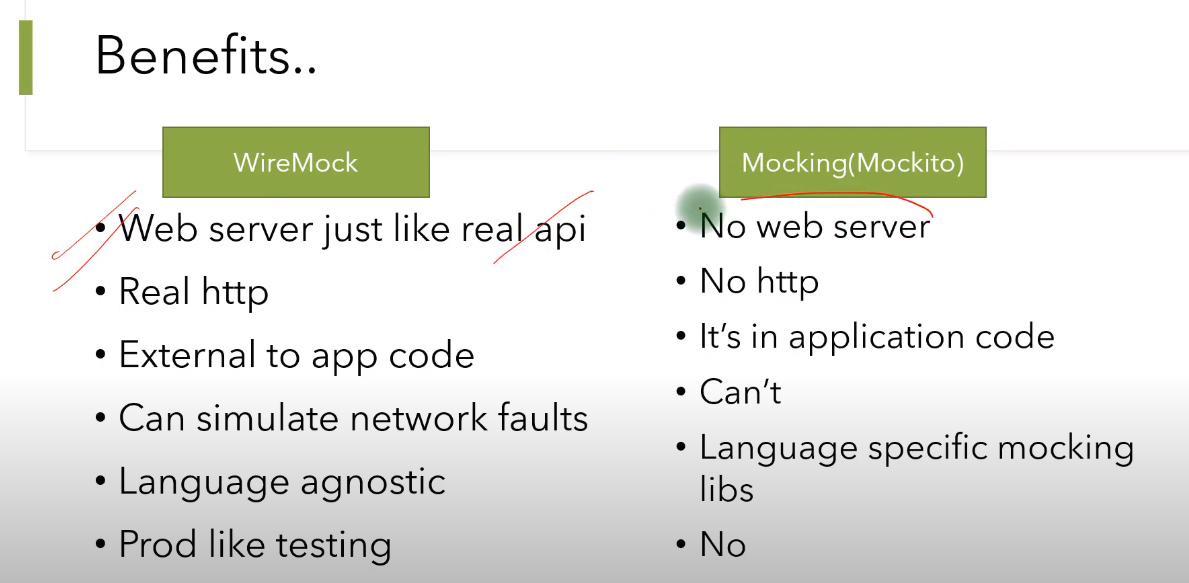 Benefits..
WireMock
• Web server just like real api
• Real http
• External to app code
• Can simulate network faults
• Language agnostic
• Prod like testing
Mocking(Mockito)
• No web server
• No http
• It's in application code
• Can't
• Language specific mocking
libs
• No